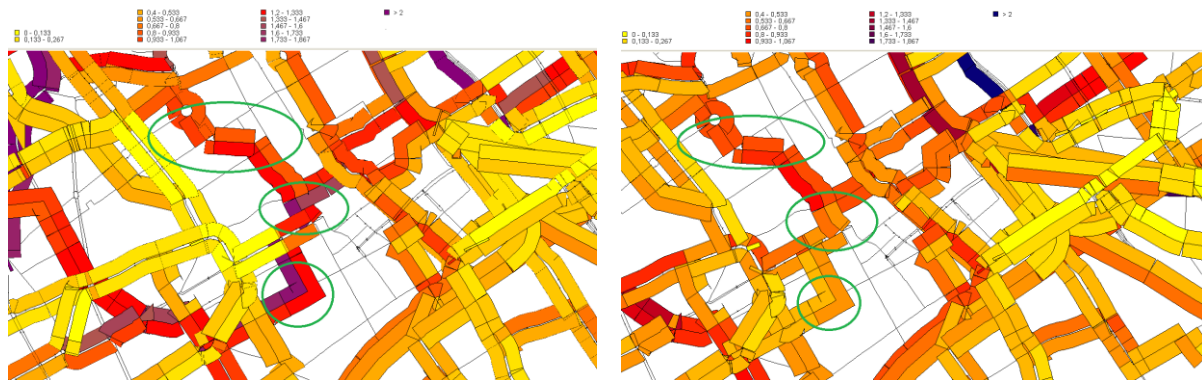 0,4 - 0,533
1,2 - 1,333
> 2
0,533 - 0,667
1,333 - 1,467
0,667 - 0,8
1,467 - 1,6
0 - 0,133
0,8 - 0,933
1,6 - 1,733
0,133 - 0,267
0,933 - 1,067
1,733 - 1,867
0,4 - 0,533
1,2 - 1,333
> 2
0,533 - 0,667
1,333 - 1,467
0,667 - 0,8
1,467 - 1,6
0 - 0,133
0,8 - 0,933
1,6 - 1,733
0,133 - 0,267
0,933 - 1,067
1,733 - 1,867